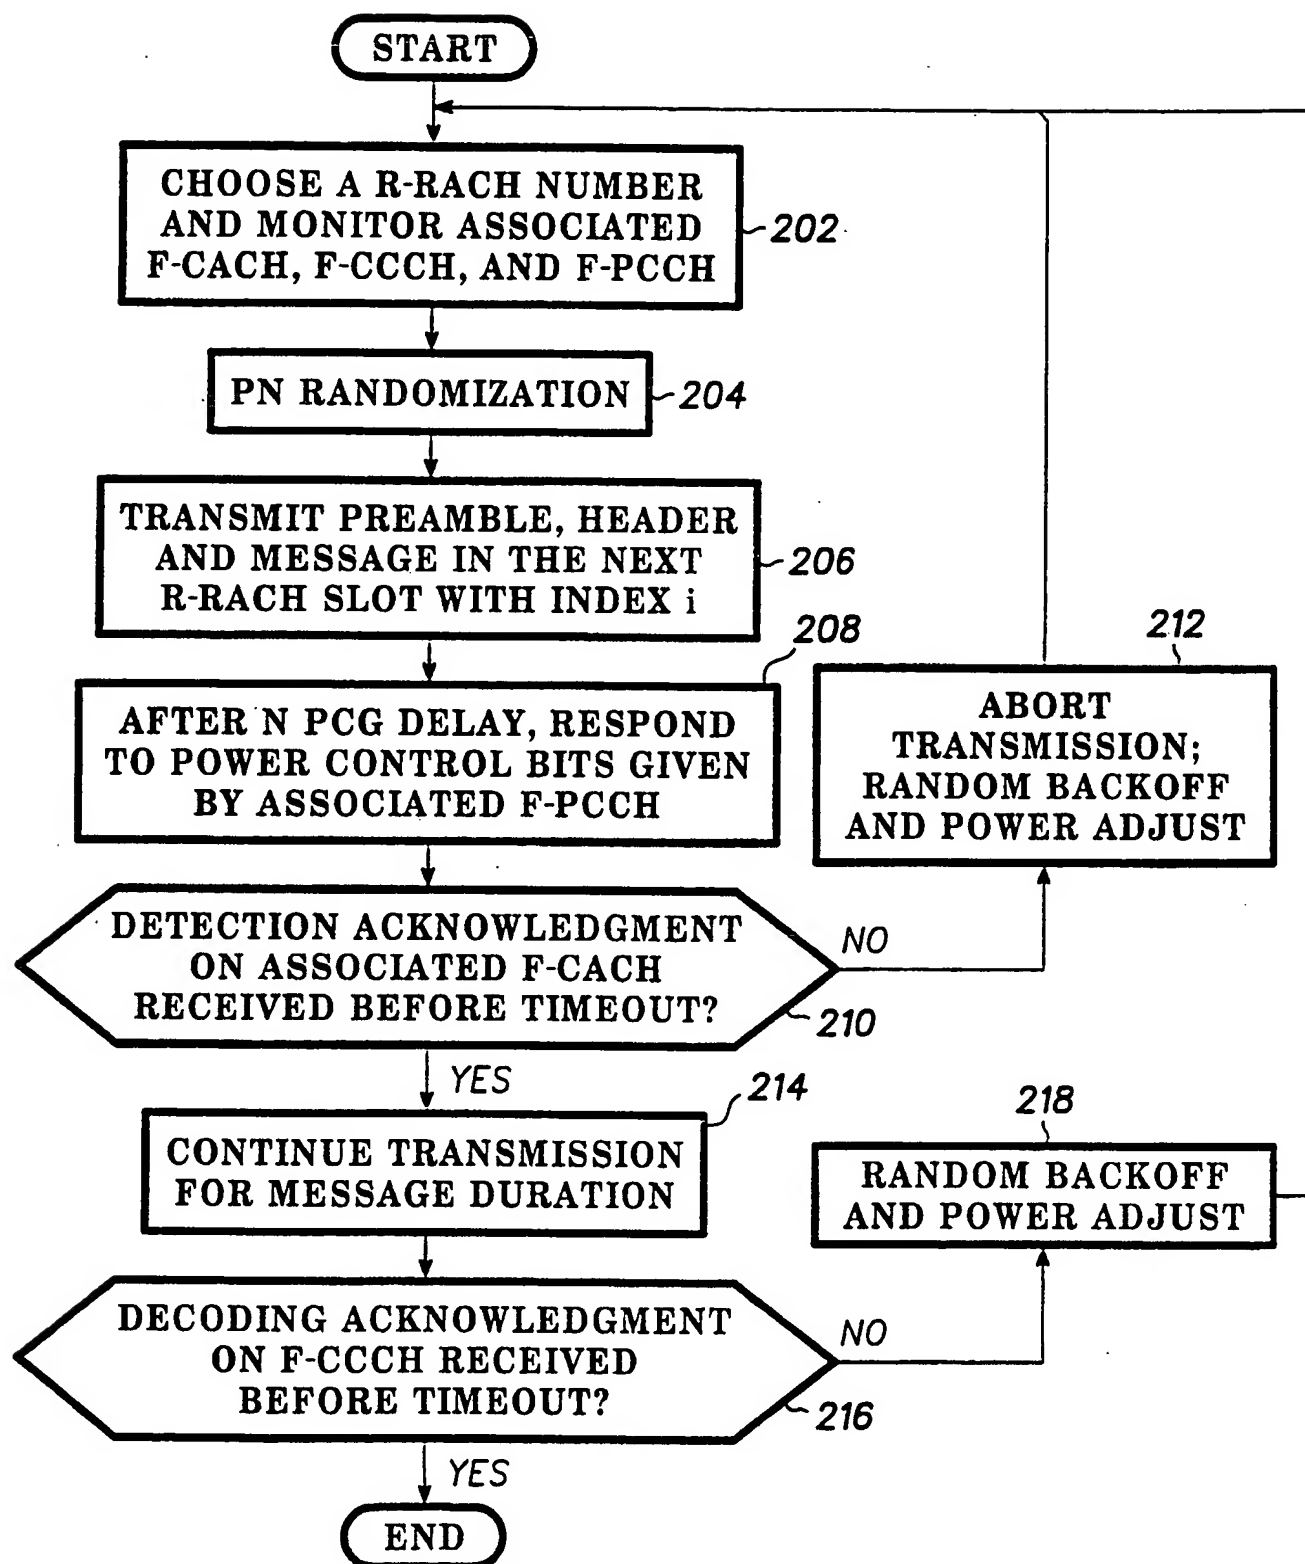 START
CHOOSE A R-RACH NUMBER
AND MONITOR ASSOCIATED
F-CACH, F-CCCH, AND F-PCCH
202
PN RANDOMIZATION
204
TRANSMIT PREAMBLE, HEADER
AND MESSAGE IN THE NEXT
R-RACH SLOT WITH INDEX i
206
208
AFTER N PCG DELAY, RESPOND
TO POWER CONTROL BITS GIVEN
BY ASSOCIATED F-PCCH
212
ABORT
TRANSMISSION;
RANDOM BACKOFF
AND POWER ADJUST
DETECTION ACKNOWLEDGMENT
ON ASSOCIATED F-CACH
RECEIVED BEFORE TIMEOUT?
NO
210
YES
214
CONTINUE TRANSMISSION
FOR MESSAGE DURATION
218
RANDOM BACKOFF
AND POWER ADJUST
DECODING ACKNOWLEDGMENT
ON F-CCCH RECEIVED
BEFORE TIMEOUT?
NO
216
YES
END